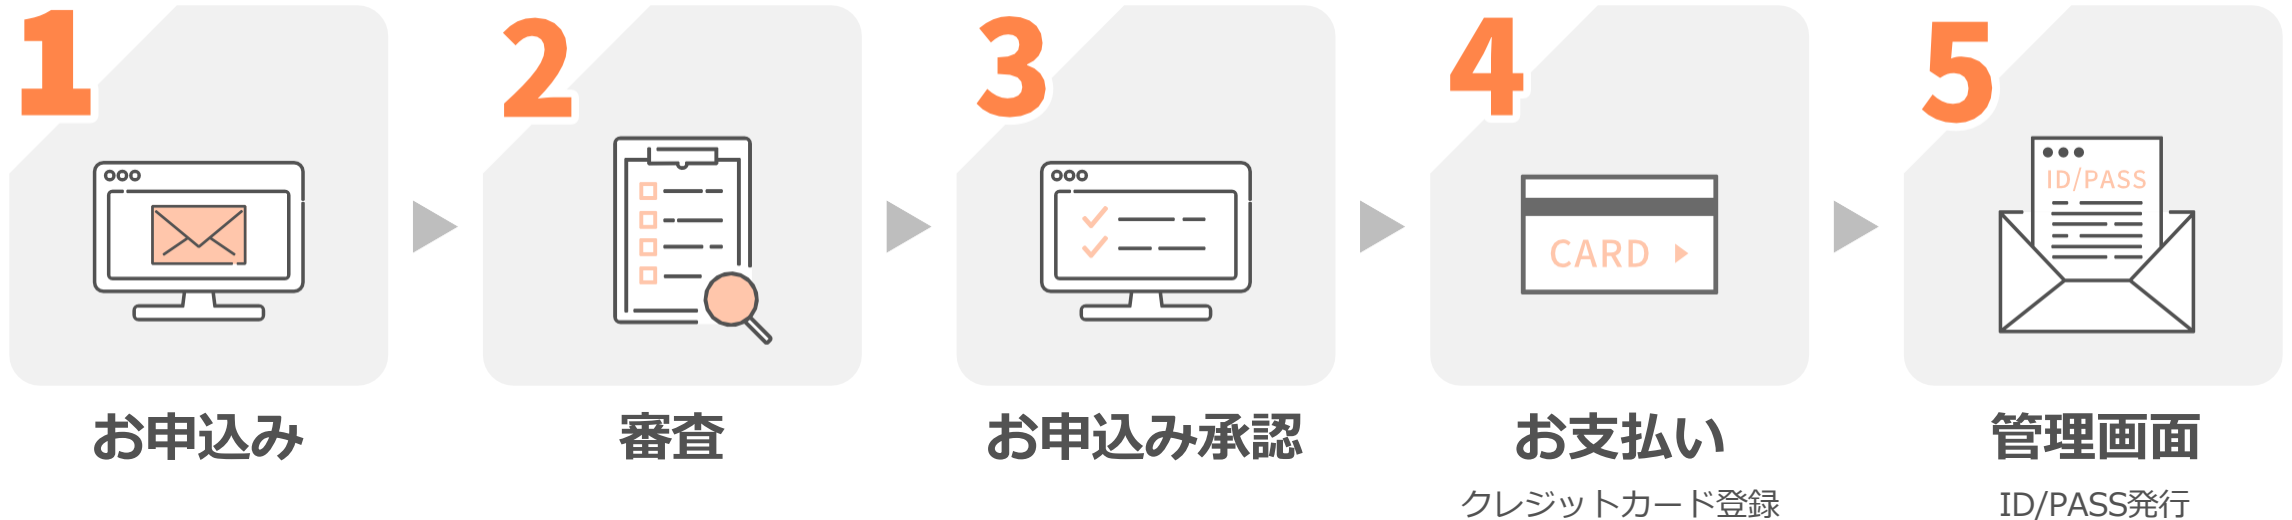 1
2
3
4
5
CARD
ID/PASS
お申込み
審査
お申込み承認
お支払い
管理画面
クレジットカード登録
ID/PASS発行